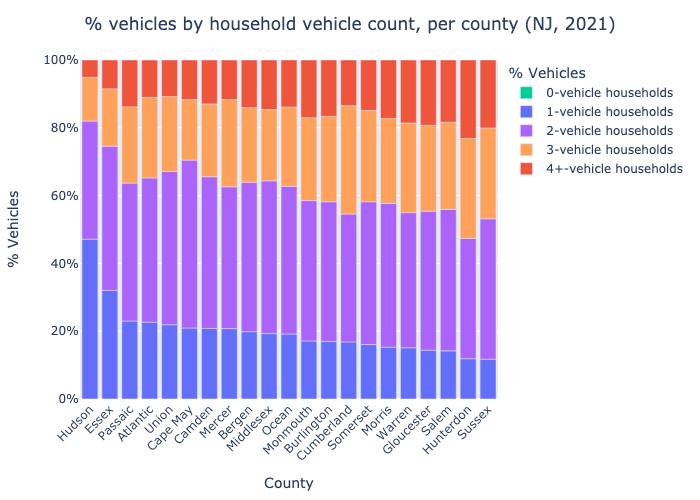 % vehicles by household vehicle count, per county (NJ, 2021)
% Vehicles
100%
80%
60%
40%
20%
0%
Hudson
Essex
Passaic
Atlantic
Union
Cape May
Camden
Mercer
Bergen
Middlesex
Ocean
Monmouth
Burlington
Cumberland
Somerset
Morris
Warren
Gloucester
Salem
Hunterdon
Sussex
County
% Vehicles
0-vehicle households
1-vehicle households
2-vehicle households
3-vehicle households
4+-vehicle households